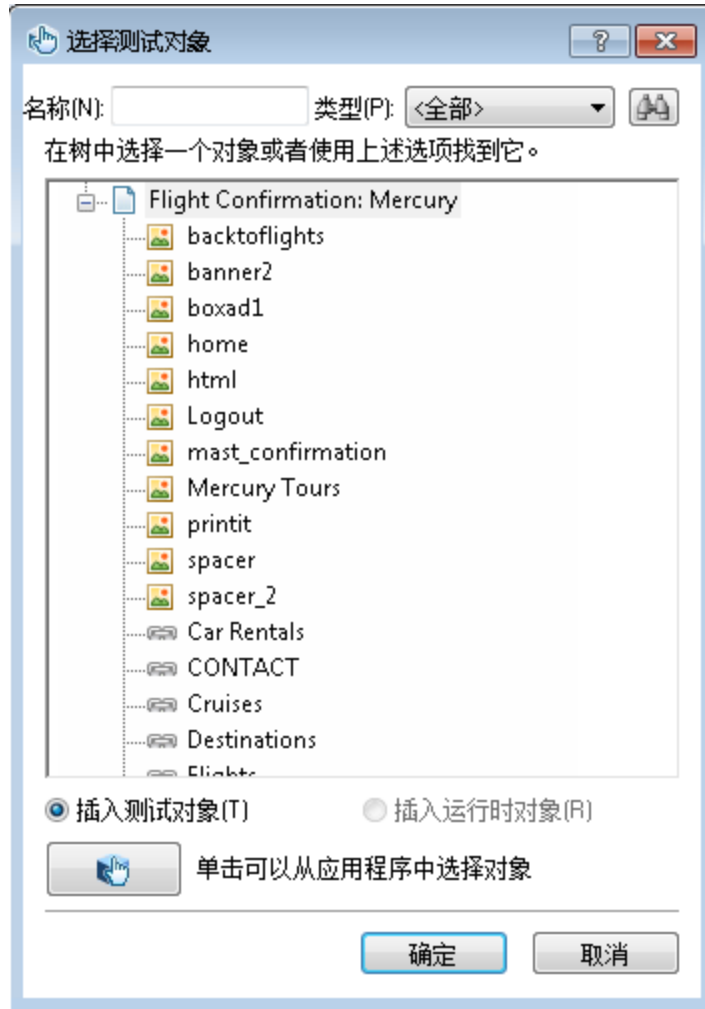 选择测试对象
名称(N): 类型(P): <全部>
在树中选择一个对象或者使用上述选项找到它。
Flight Confirmation: Mercury
backtoflights
banner2
boxad1
home
html
Logout
mast_confirmation
Mercury Tours
printit
spacer
spacer_2
Car Rentals
CONTACT
Cruises
Destinations
Flights
插入测试对象(T) 插入运行时对象(R)
单击可以从应用程序中选择对象
确定 取消